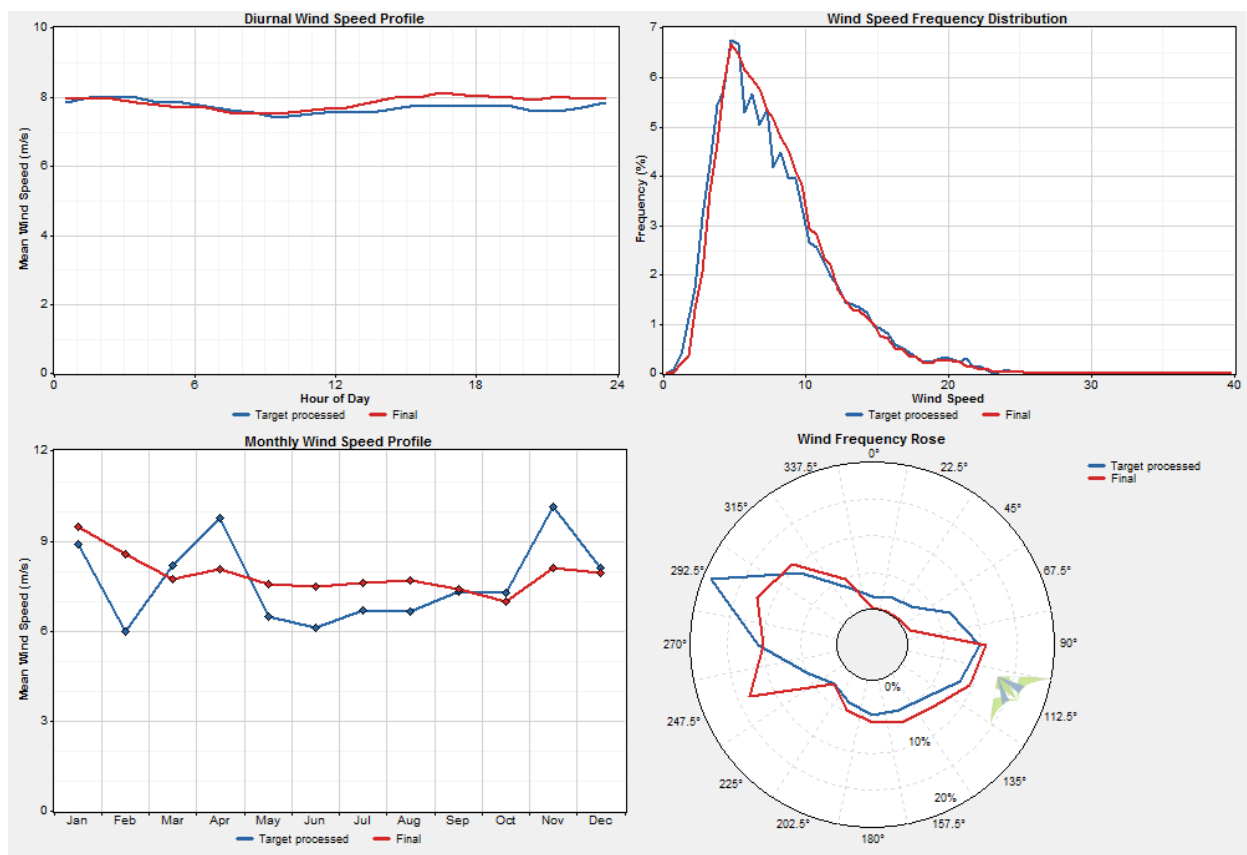 Diurnal Wind Speed Profile
Mean Wind Speed (m/s)
10
8
6
4
2
0
0 6 12 18 24
Hour of Day
Target processed Final
Wind Speed Frequency Distribution
Frequency (%)
7
6
5
4
3
2
1
0
0 10 20 30 40
Wind Speed
Target processed Final
Monthly Wind Speed Profile
Mean Wind Speed (m/s)
12
9
6
3
0
Jan Feb Mar Apr May Jun Jul Aug Sep Oct Nov Dec
Target processed Final
Wind Frequency Rose
Target processed
Final
0°
337.5° 22.5°
315° 45°
292.5° 67.5°
270° 90°
0%
247.5° 112.5°
10%
225° 135°
20%
202.5° 157.5°
180°